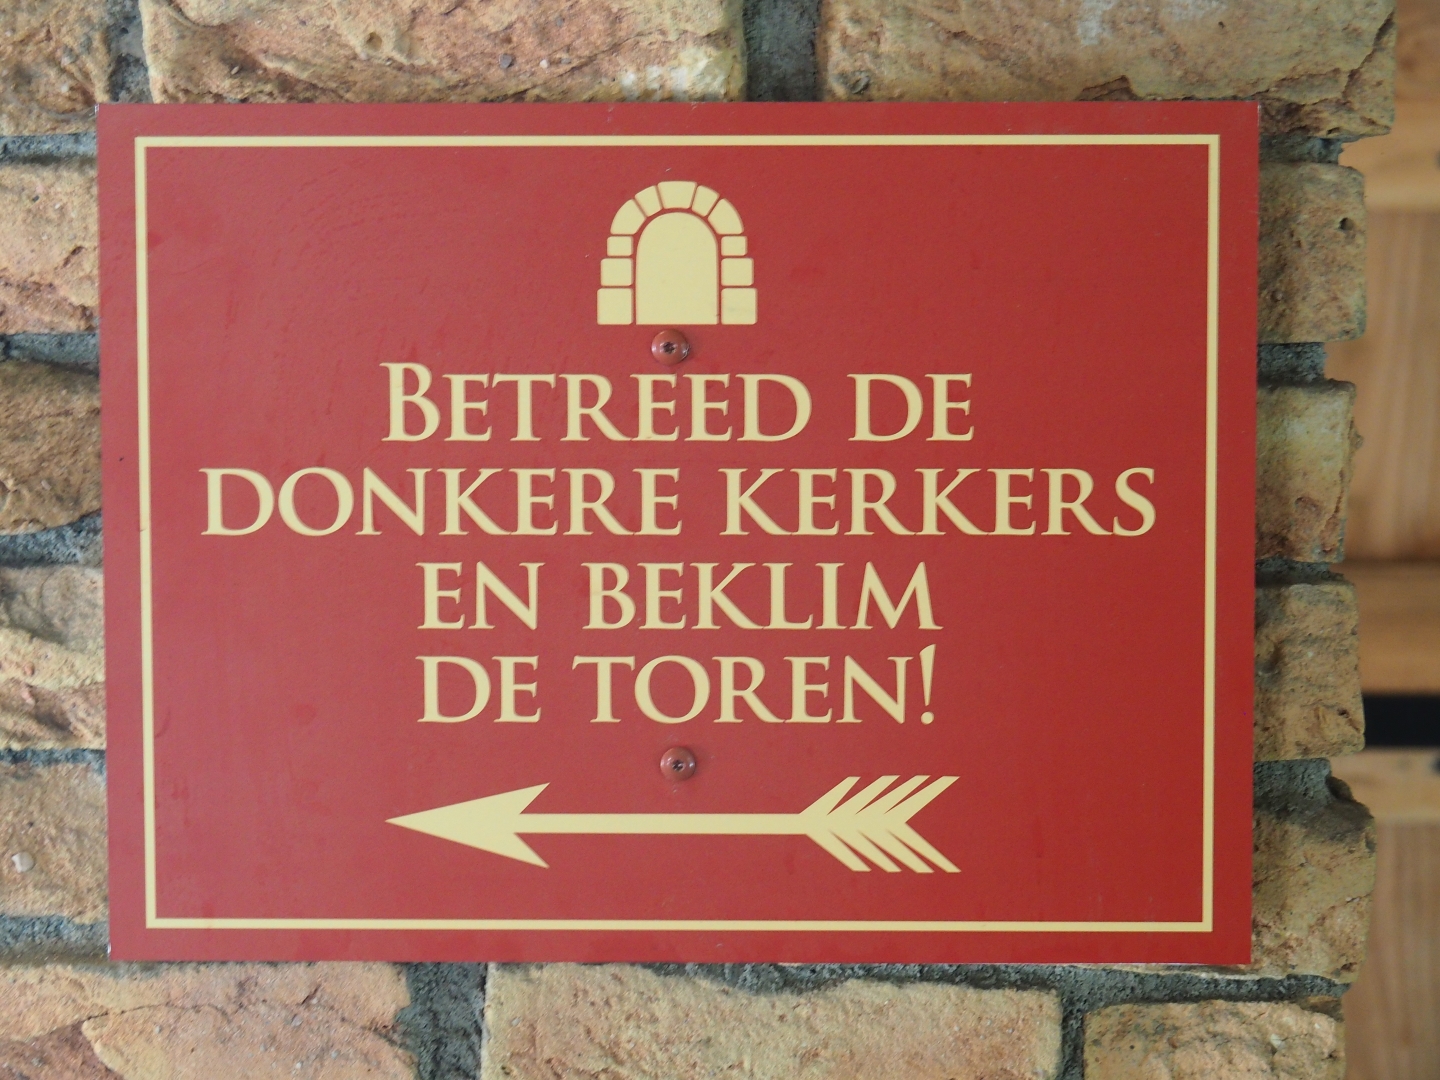 BETREED DE
DONKERE KERKERS
EN BEKLIM
DE TOREN!